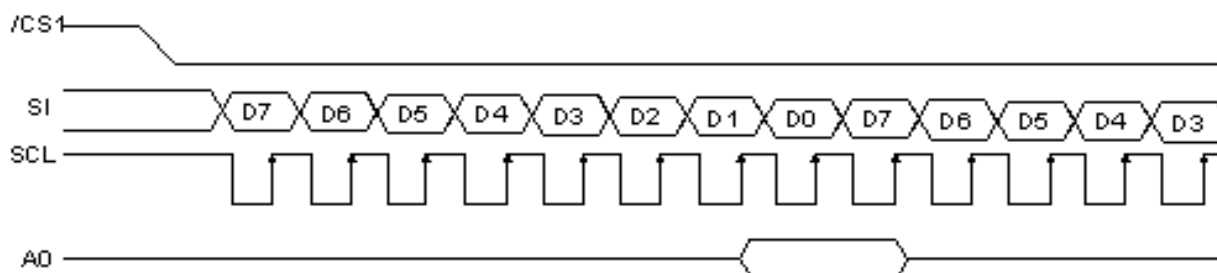 /CS1
SI D7 D6 D5 D4 D3 D2 D1 D0 D7 D6 D5 D4 D3
SCL
A0